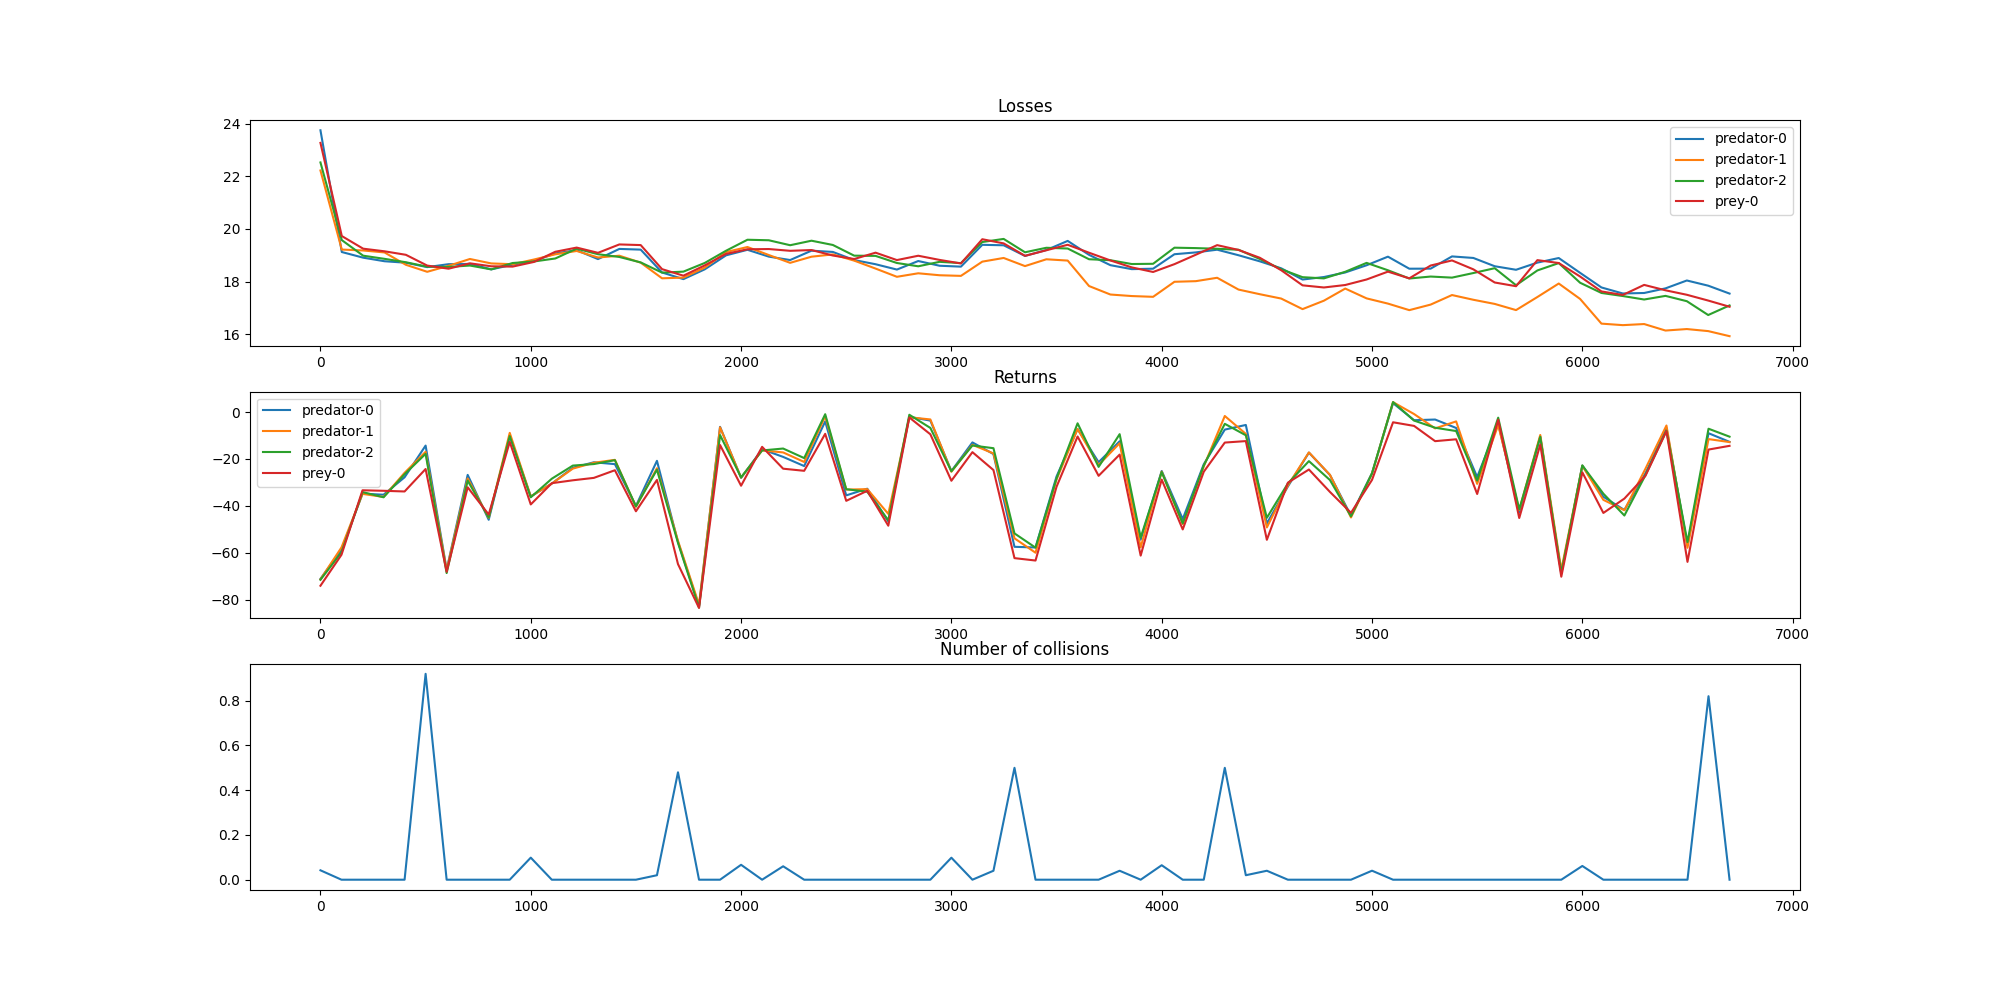 Losses
24
22
20
18
16
predator-0
predator-1
predator-2
prey-0
0 1000 2000 3000 4000 5000 6000 7000
Returns
0
−20
−40
−60
−80
predator-0
predator-1
predator-2
prey-0
0 1000 2000 3000 4000 5000 6000 7000
Number of collisions
0.8
0.6
0.4
0.2
0.0
0 1000 2000 3000 4000 5000 6000 7000